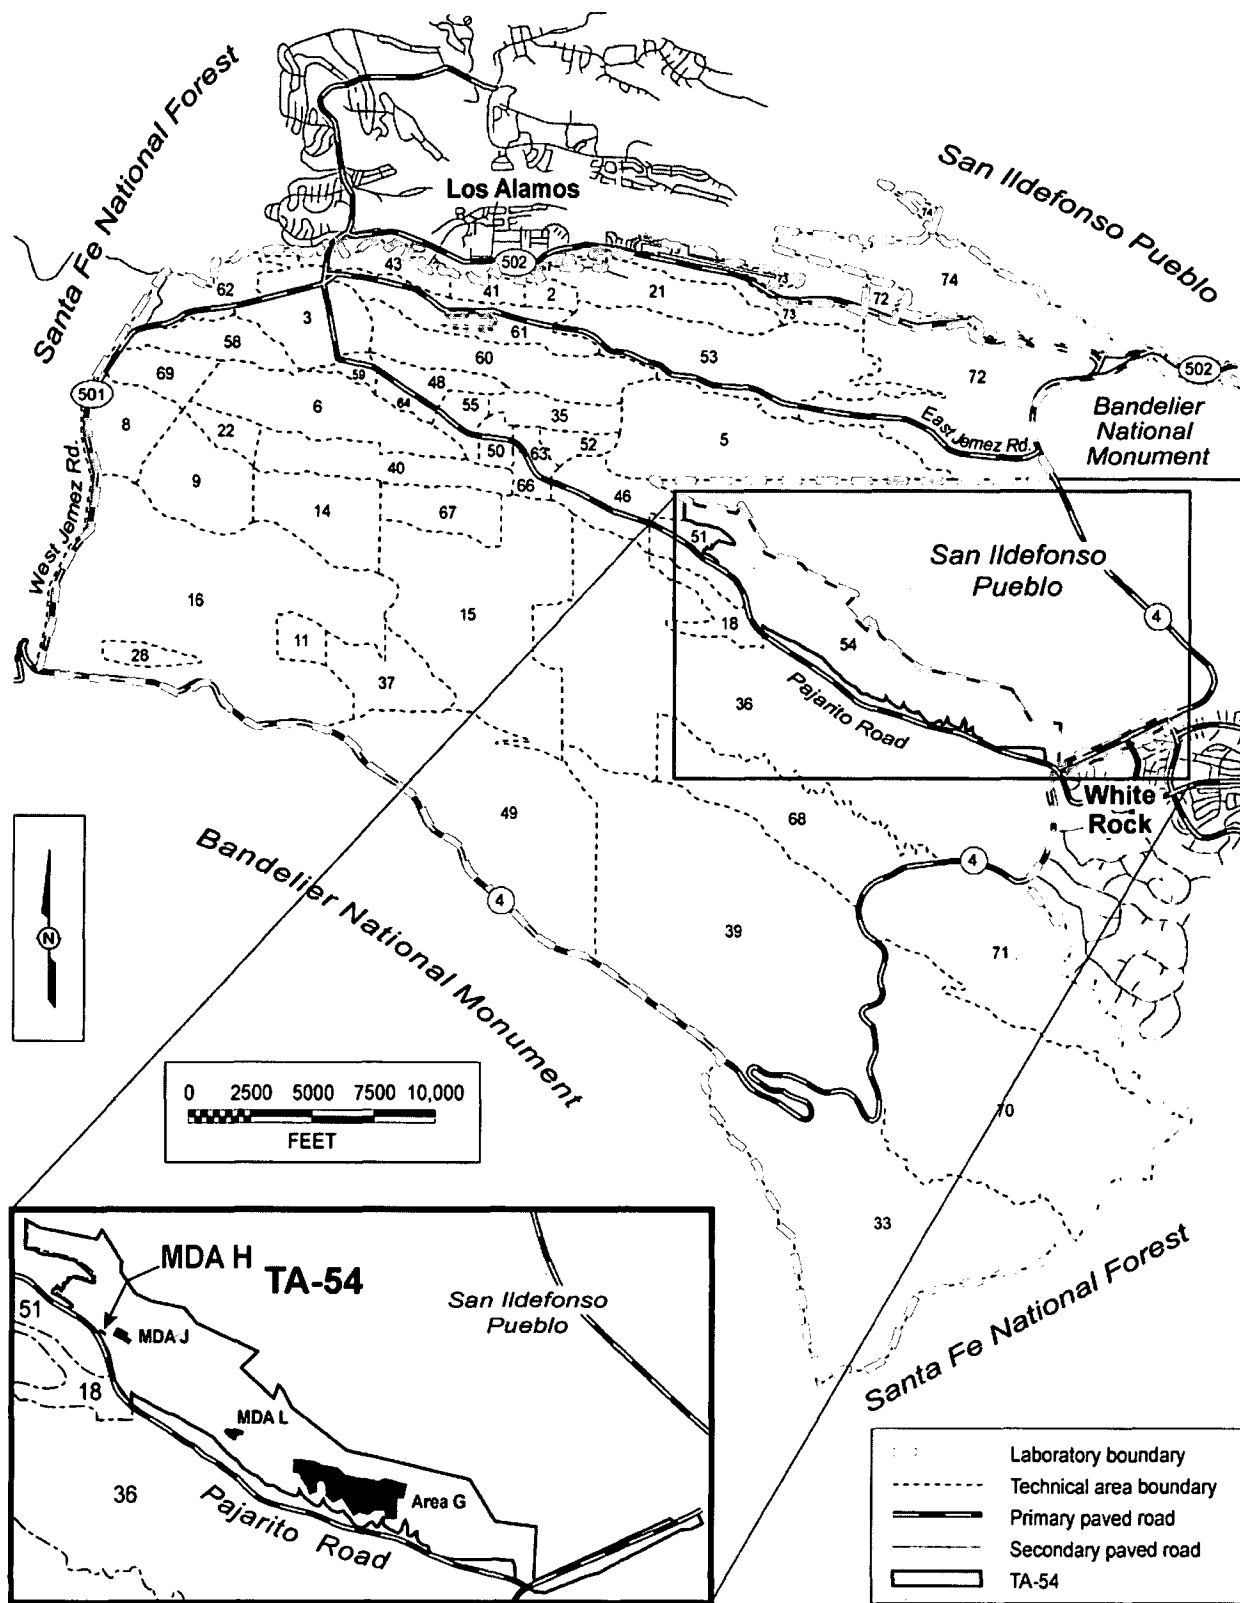 Santa Fe National Forest
San Ildefonso Pueblo
Los Alamos
74
502
43
62
41
2
21
73
72
74
3
61
73
58
60
53
72
502
69
59
48
501
64
55
35
6
8
22
5
East Jemez Rd.
Bandelier
National
Monument
50
63
52
40
66
46
9
14
67
51
West Jemez Rd.
San Ildefonso
Pueblo
16
15
18
4
11
54
28
37
36
Pajarito Road
White
Rock
49
68
4
Bandelier National Monument
4
39
71
N
0 2500 5000 7500 10,000
FEET
70
33
Santa Fe National Forest
MDA H
TA-54
San Ildefonso
Pueblo
51
MDA J
18
MDA L
36
Area G
Pajarito Road
Laboratory boundary
Technical area boundary
Primary paved road
Secondary paved road
TA-54